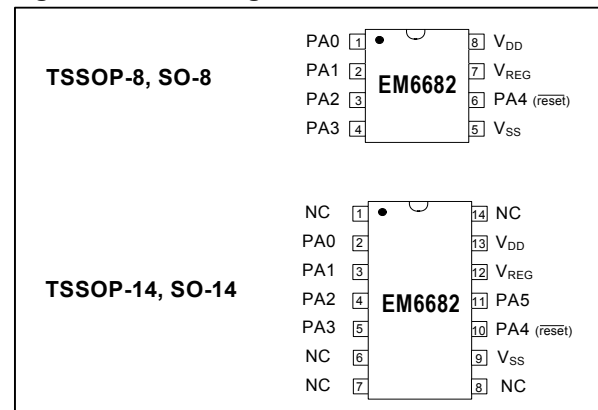 PA0 1 8 VDD
PA1 2 7 VREG
TSSOP-8, SO-8 EM6682
PA2 3 6 PA4 (reset)
PA3 4 5 VSS
NC 1 14 NC
PA0 2 13 VDD
PA1 3 12 VREG
TSSOP-14, SO-14 PA2 4 EM6682 11 PA5
PA3 5 10 PA4 (reset)
NC 6 9 VSS
NC 7 8 NC